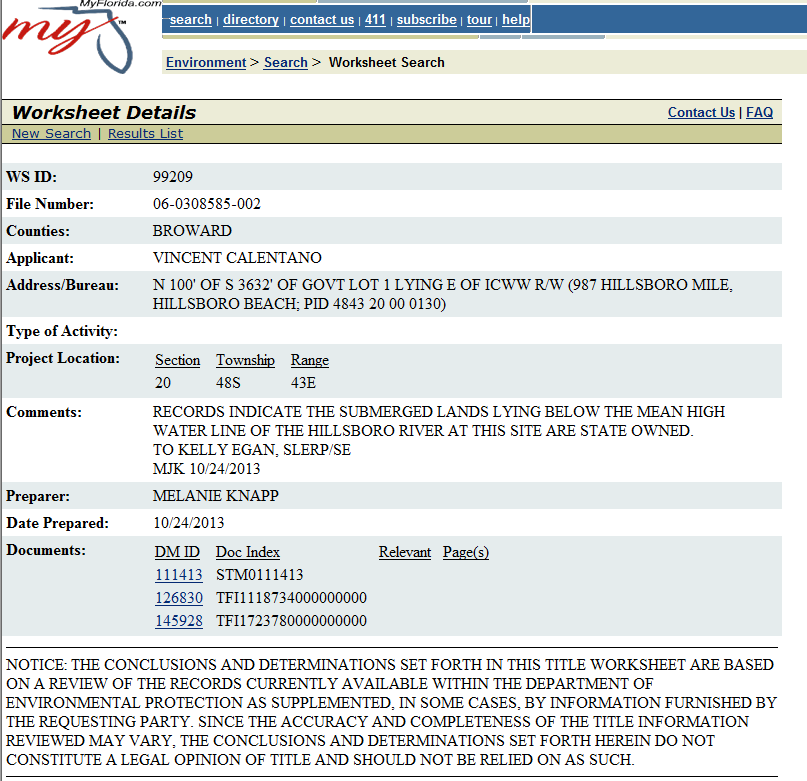 MyFlorida.com
my
™
search | directory | contact us | 411 | subscribe | tour | help
Environment > Search > Worksheet Search
Worksheet Details
Contact Us | FAQ
New Search | Results List
WS ID: 99209
File Number: 06-0308585-002
Counties: BROWARD
Applicant: VINCENT CALENTANO
Address/Bureau: N 100' OF S 3632' OF GOVT LOT 1 LYING E OF ICWW R/W (987 HILLSBORO MILE,
HILLSBORO BEACH; PID 4843 20 00 0130)
Type of Activity:
Project Location: Section Township Range
20 48S 43E
Comments: RECORDS INDICATE THE SUBMERGED LANDS LYING BELOW THE MEAN HIGH
WATER LINE OF THE HILLSBORO RIVER AT THIS SITE ARE STATE OWNED.
TO KELLY EGAN, SLERP/SE
MJK 10/24/2013
Preparer: MELANIE KNAPP
Date Prepared: 10/24/2013
Documents: DM ID Doc Index Relevant Page(s)
111413 STM0111413
126830 TFI1118734000000000
145928 TFI1723780000000000
NOTICE: THE CONCLUSIONS AND DETERMINATIONS SET FORTH IN THIS TITLE WORKSHEET ARE BASED
ON A REVIEW OF THE RECORDS CURRENTLY AVAILABLE WITHIN THE DEPARTMENT OF
ENVIRONMENTAL PROTECTION AS SUPPLEMENTED, IN SOME CASES, BY INFORMATION FURNISHED BY
THE REQUESTING PARTY. SINCE THE ACCURACY AND COMPLETENESS OF THE TITLE INFORMATION
REVIEWED MAY VARY, THE CONCLUSIONS AND DETERMINATIONS SET FORTH HEREIN DO NOT
CONSTITUTE A LEGAL OPINION OF TITLE AND SHOULD NOT BE RELIED ON AS SUCH.